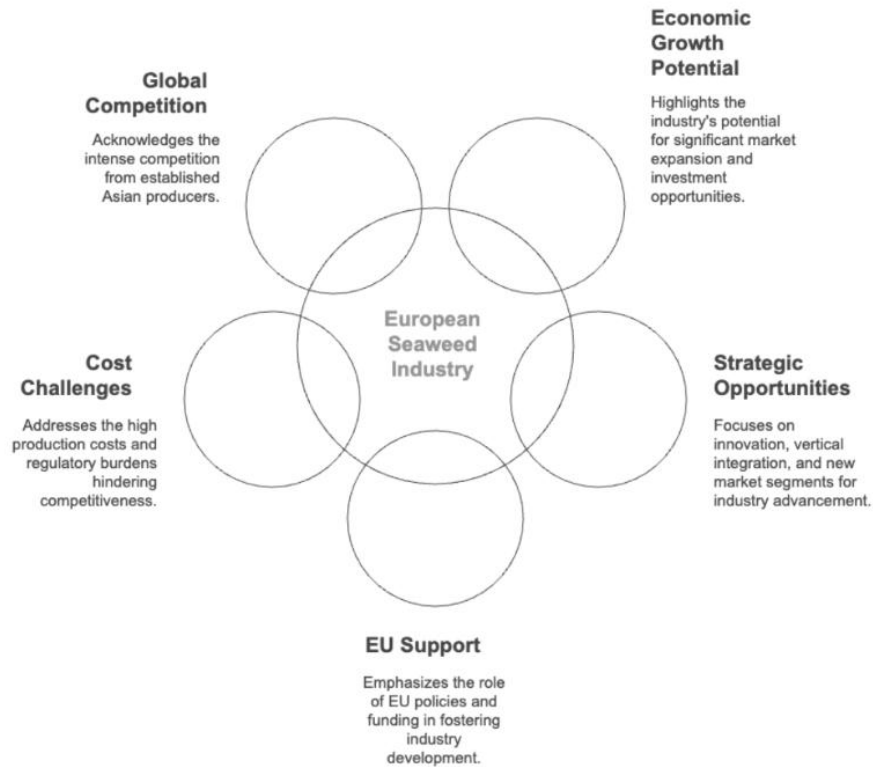 Economic
Growth
Potential
Highlights the
industry's potential
for significant market
expansion and
investment
opportunities.
Global
Competition
Acknowledges the
intense competition
from established
Asian producers.
European
Seaweed
Industry
Cost
Challenges
Addresses the high
production costs and
regulatory burdens
hindering
competitiveness.
Strategic
Opportunities
Focuses on
innovation, vertical
integration, and new
market segments for
industry advancement.
EU Support
Emphasizes the role
of EU policies and
funding in fostering
industry
development.